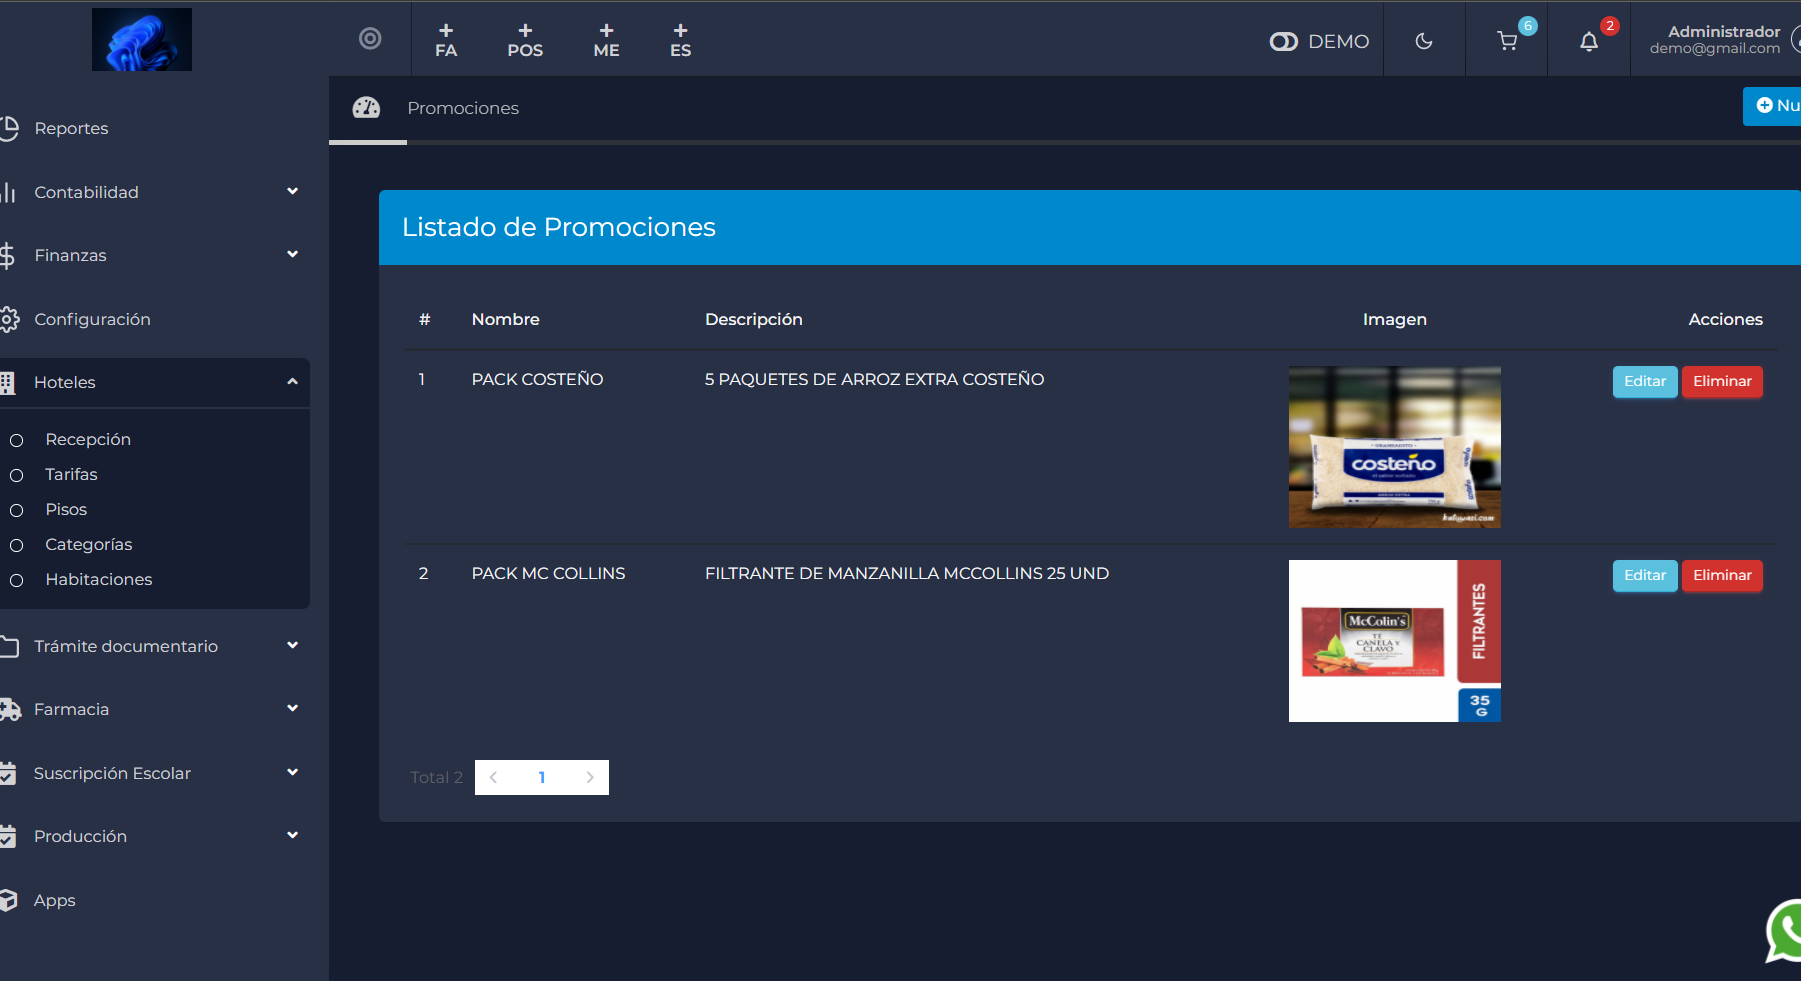 FA
POS
ME
ES
DEMO
6
2
Administrador
demo@gmail.com
Promociones
Nu
Reportes
Contabilidad
Finanzas
Configuración
Hoteles
Recepción
Tarifas
Pisos
Categorías
Habitaciones
Trámite documentario
Farmacia
Suscripción Escolar
Producción
Apps
Listado de Promociones
# Nombre Descripción Imagen Acciones
1 PACK COSTEÑO 5 PAQUETES DE ARROZ EXTRA COSTEÑO
costeño
costeño
ARROZ EXTRA
Editar Eliminar
2 PACK MC COLLINS FILTRANTE DE MANZANILLA MCCOLLINS 25 UND
McColin's
TE
CANELA Y
CLAVO
FILTRANTES
35
G
Editar Eliminar
Total 2 1